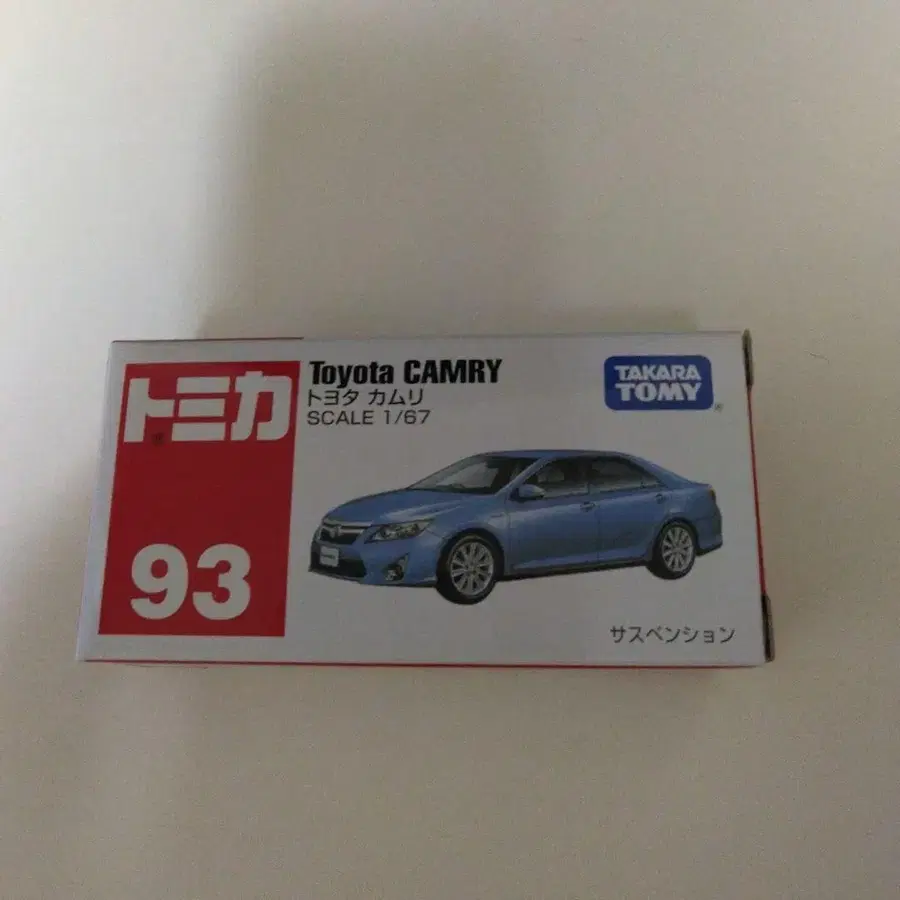 トミカ
93
Toyota CAMRY
トヨタ カムリ
SCALE 1/67
TAKARA
TOMY
サスペンション